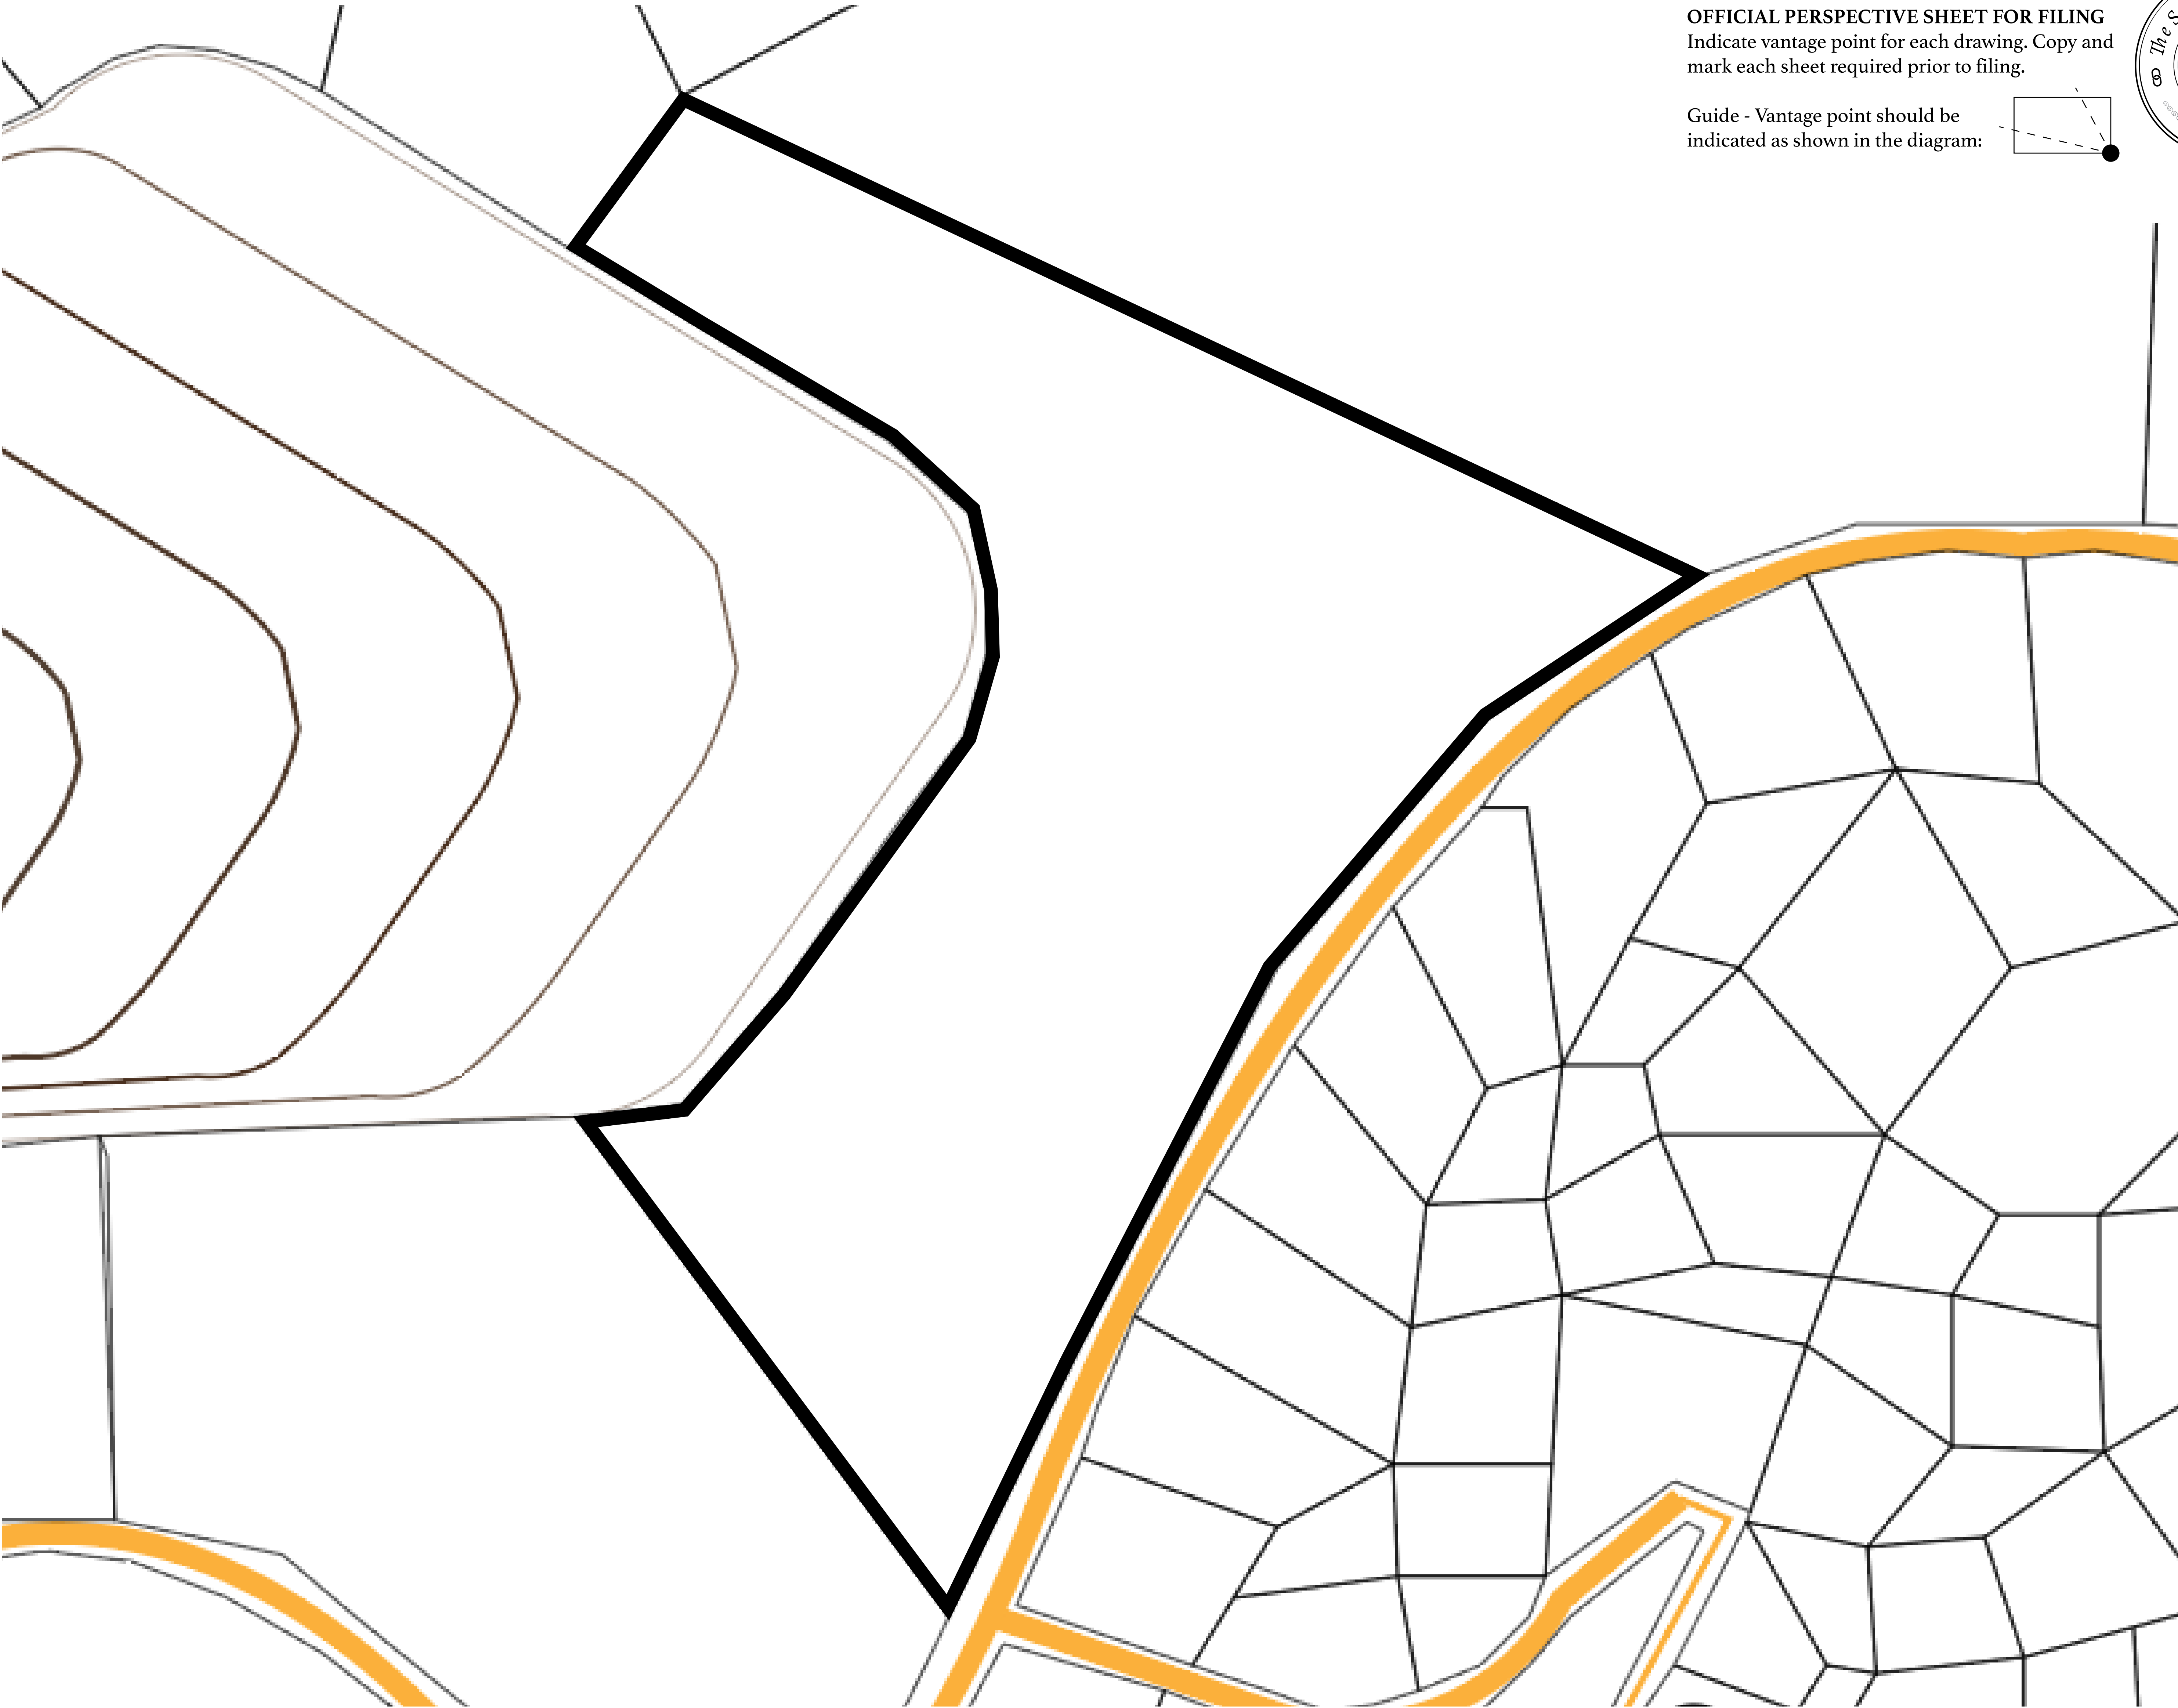 OFFICIAL PERSPECTIVE SHEET FOR FILING
Indicate vantage point for each drawing. Copy and
mark each sheet required prior to filing.
Guide - Vantage point should be
indicated as shown in the diagram:
The S